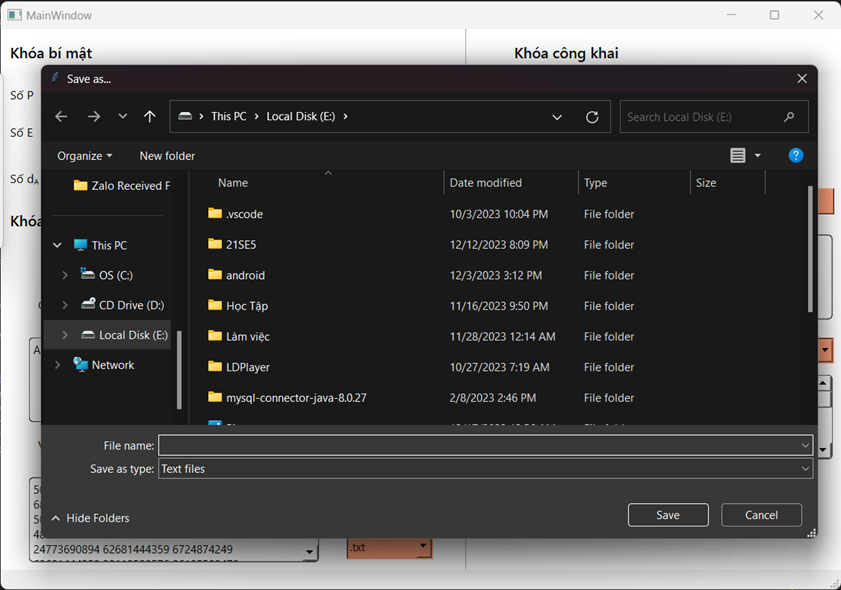 MainWindow
Khóa bí mật
Khóa công khai
Save as...
Số P
Số E
Số dA
Khóa
This PC > Local Disk (E:) >
Search Local Disk (E:)
Organize
New folder
Zalo Received F
This PC
OS (C:)
CD Drive (D:)
Local Disk (E:)
Network
Name Date modified Type Size
.vscode 10/3/2023 10:04 PM File folder
21SE5 12/12/2023 8:09 PM File folder
android 12/3/2023 3:12 PM File folder
Học Tập 11/16/2023 9:50 PM File folder
Làm việc 11/28/2023 12:14 AM File folder
LDPlayer 10/27/2023 7:19 AM File folder
mysql-connector-java-8.0.27 2/8/2023 2:46 PM File folder
File name:
Save as type: Text files
Hide Folders
Save
Cancel
24773690894 62681444359 6724874249
.txt